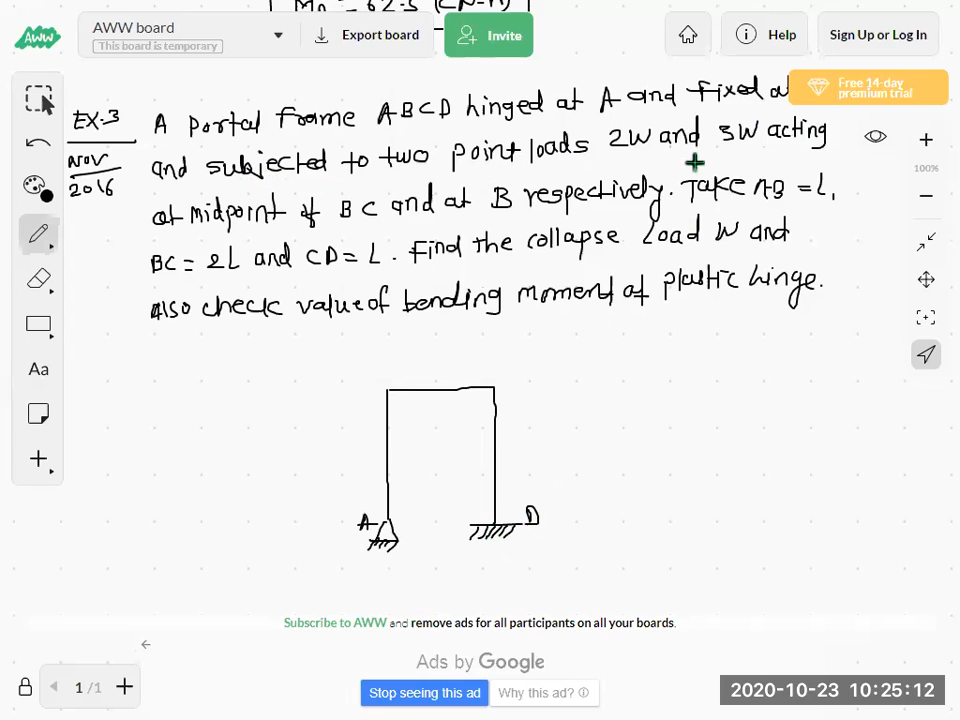 AWW
AWW board
This board is temporary
Export board
Invite
Help
Sign Up or Log In
Free 14-day
premium trial
EX-3
Nov
2016
A Portal frame ABCD hinged at A and fixed at
and subjected to two point loads 2W and 3W acting
at midpoint of BC and at B respectively. Take AB = L,
BC = 2L and CD = L. Find the collapse Load W and
Also check value of bending moment at plastic hinge.
100%
Aa
A
D
Subscribe to AWW and remove ads for all participants on all your boards.
Ads by Google
Stop seeing this ad
Why this ad?
1 /1
2020-10-23 10:25:12